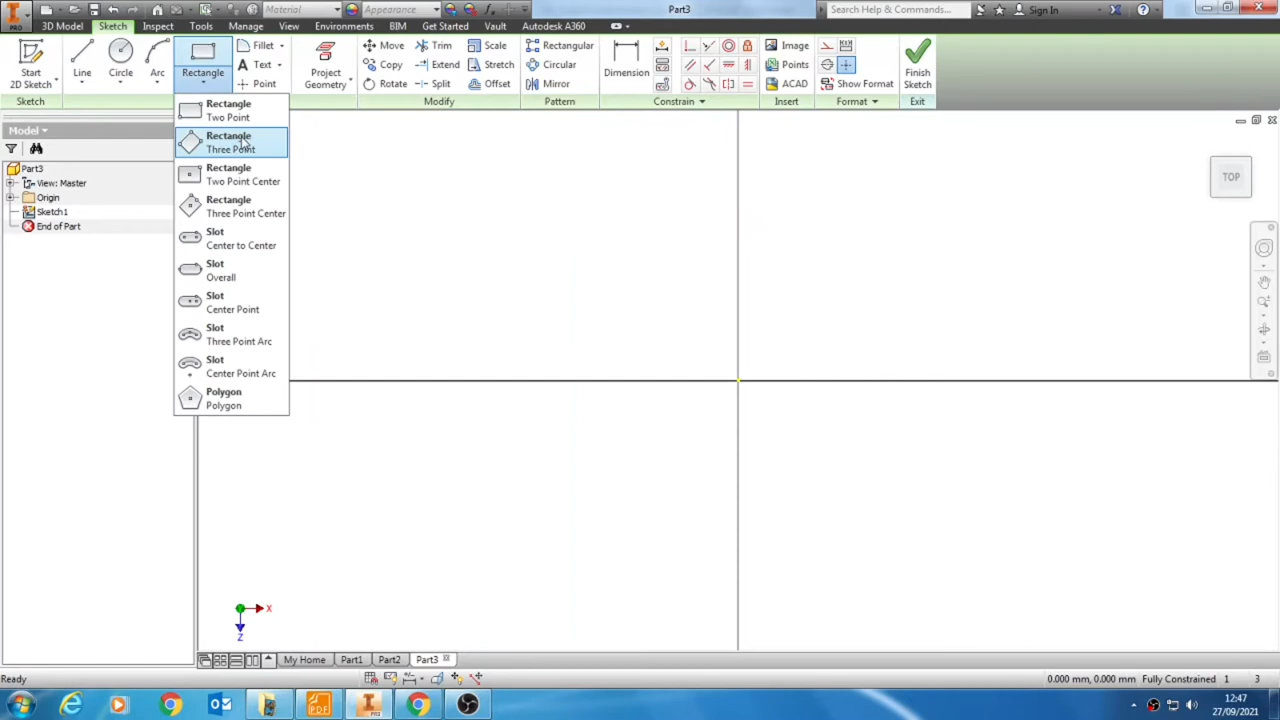 Material
Appearance
Part3
Search Help & Commands...
Sign In
PRO
3D Model
Sketch
Inspect
Tools
Manage
View
Environments
BIM
Get Started
Vault
Autodesk A360
Start
2D Sketch
Line
Circle
Arc
Rectangle
Fillet
Text
Point
Project
Geometry
Move
Copy
Rotate
Trim
Extend
Split
Scale
Stretch
Offset
Rectangular
Circular
Mirror
Dimension
Image
Points
ACAD
Show Format
Finish
Sketch
Sketch
Modify
Pattern
Constrain
Insert
Format
Exit
Model
Part3
View: Master
Origin
Sketch1
End of Part
Rectangle
Two Point
Rectangle
Three Point
Rectangle
Two Point Center
Rectangle
Three Point Center
Slot
Center to Center
Slot
Overall
Slot
Center Point
Slot
Three Point Arc
Slot
Center Point Arc
Polygon
Polygon
TOP
X
Z
My Home
Part1
Part2
Part3
Ready
0.000 mm, 0.000 mm
Fully Constrained
1
3
PDF
PRO
12:47
27/09/2021